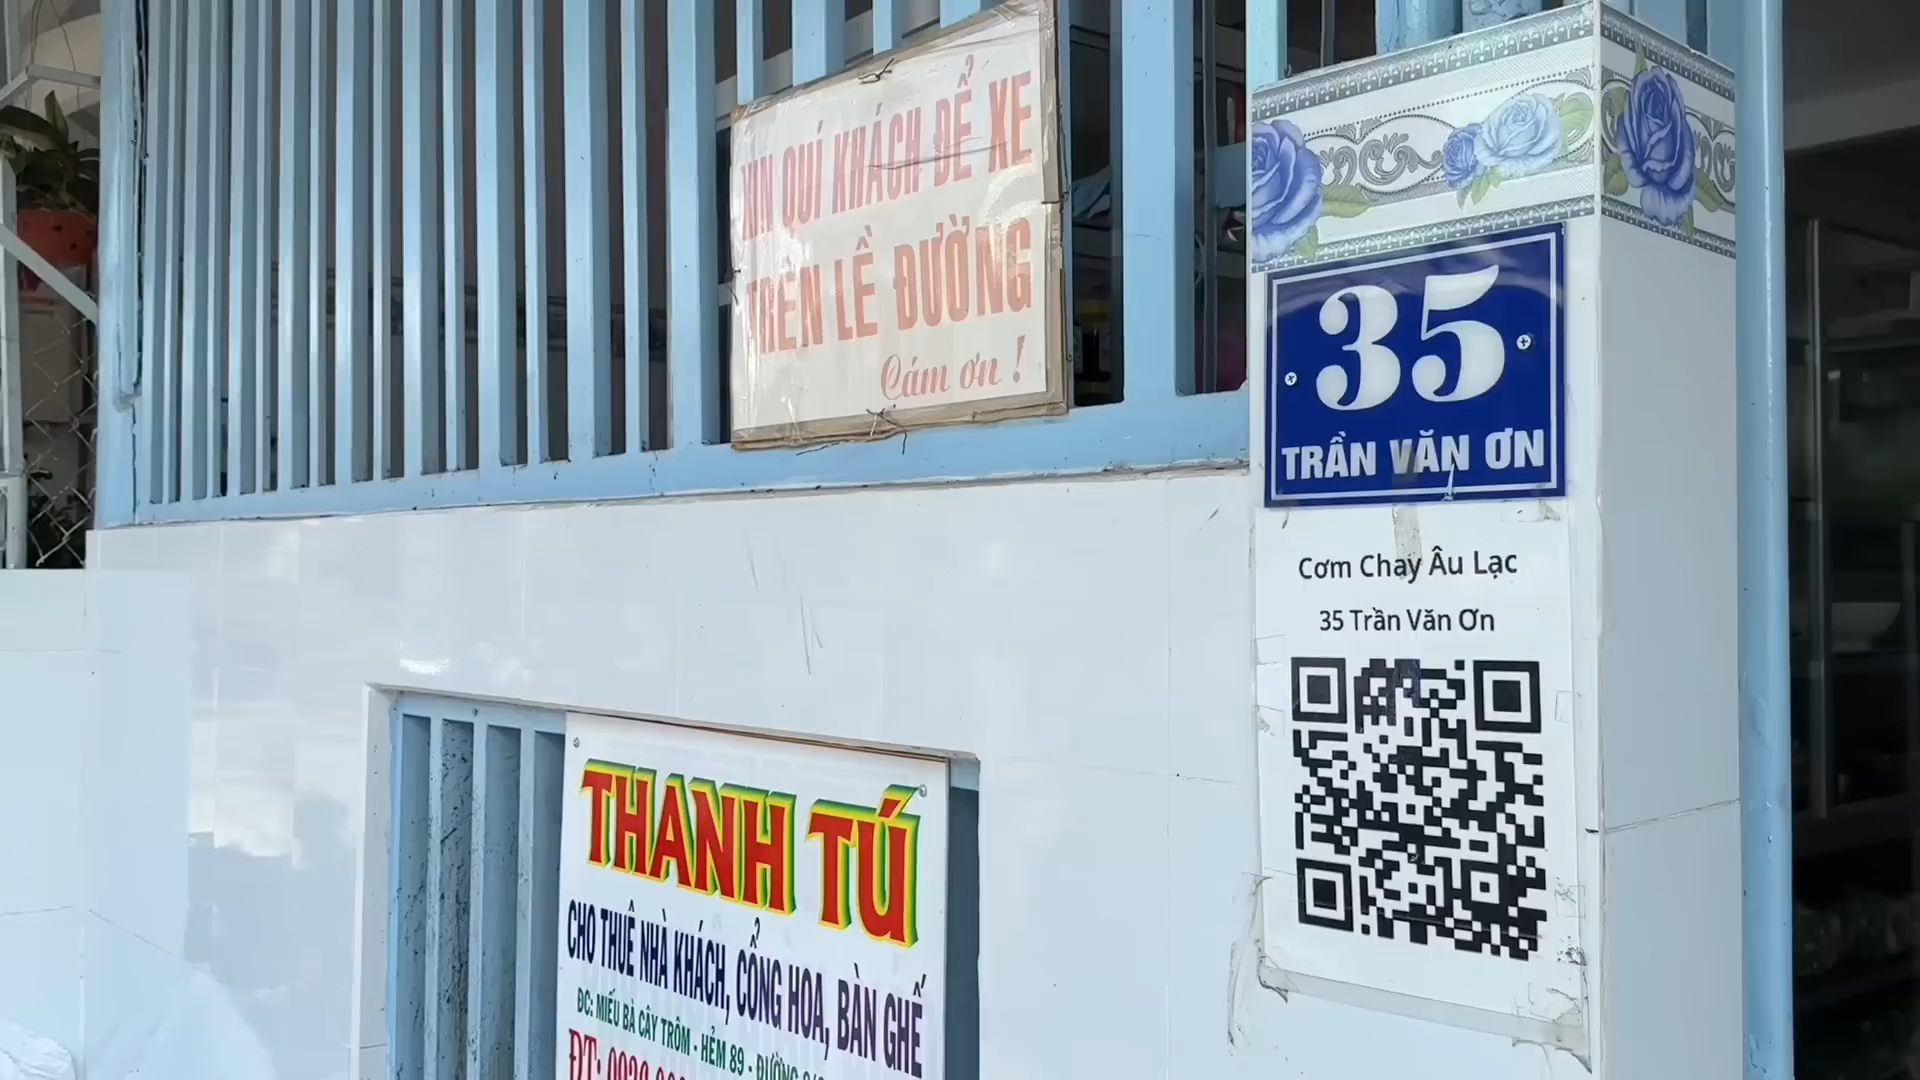 XIN QUÍ KHÁCH ĐỂ XE
TRÊN LỀ ĐƯỜNG
Cám ơn !
35
TRẦN VĂN ƠN
Cơm Chay Âu Lạc
35 Trần Văn Ơn
THANH TÚ
CHO THUÊ NHÀ KHÁCH, CỔNG HOA, BÀN GHẾ
ĐC: MIẾU BÀ CÂY TRÔM - HẺM 89 - ĐƯỜNG
ĐT: